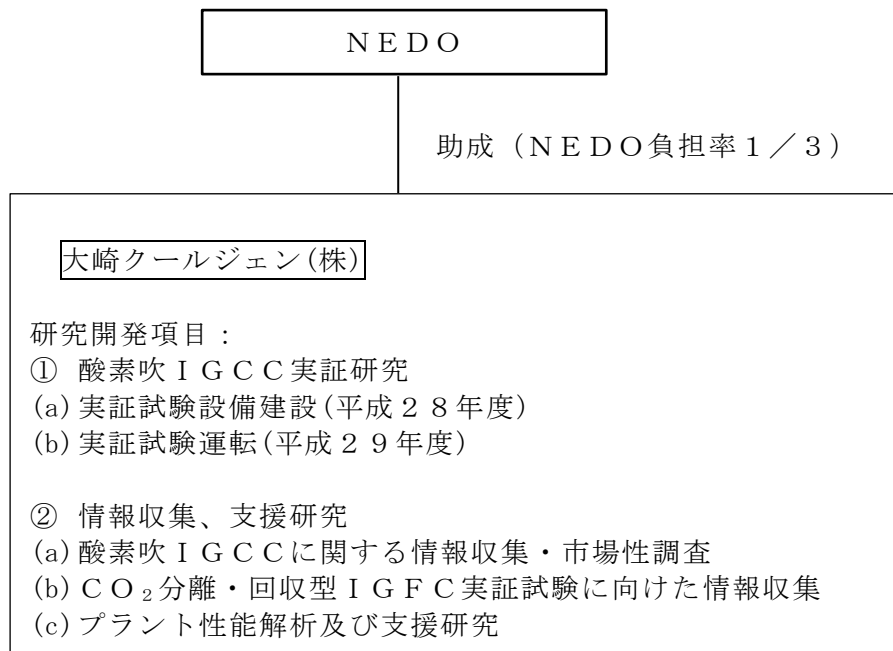 ＮＥＤＯ
助成（ＮＥＤＯ負担率１／３）
大崎クールジェン(株)
研究開発項目：
① 酸素吹ＩＧＣＣ実証研究
(a)実証試験設備建設(平成２８年度)
(b)実証試験運転(平成２９年度)
② 情報収集、支援研究
(a)酸素吹ＩＧＣＣに関する情報収集・市場性調査
(b)ＣＯ₂分離・回収型ＩＧＦＣ実証試験に向けた情報収集
(c)プラント性能解析及び支援研究